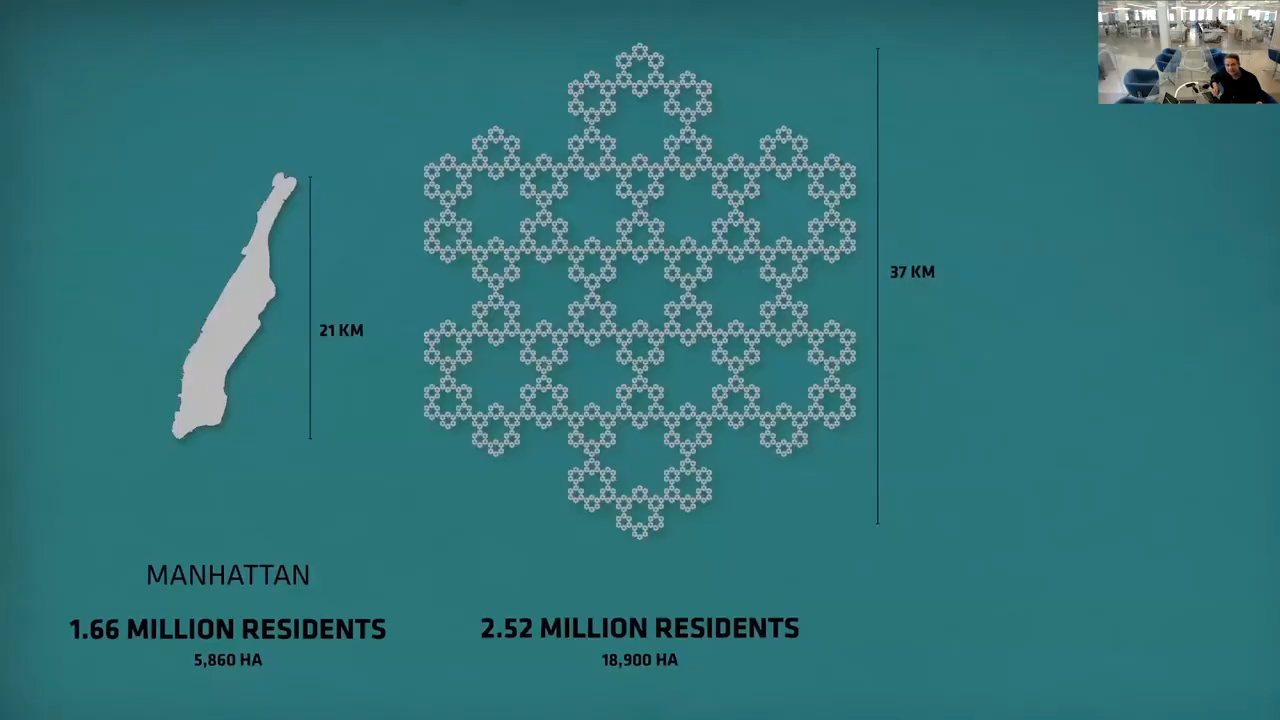 21 KM
37 KM
MANHATTAN
1.66 MILLION RESIDENTS
5,860 HA
2.52 MILLION RESIDENTS
18,900 HA